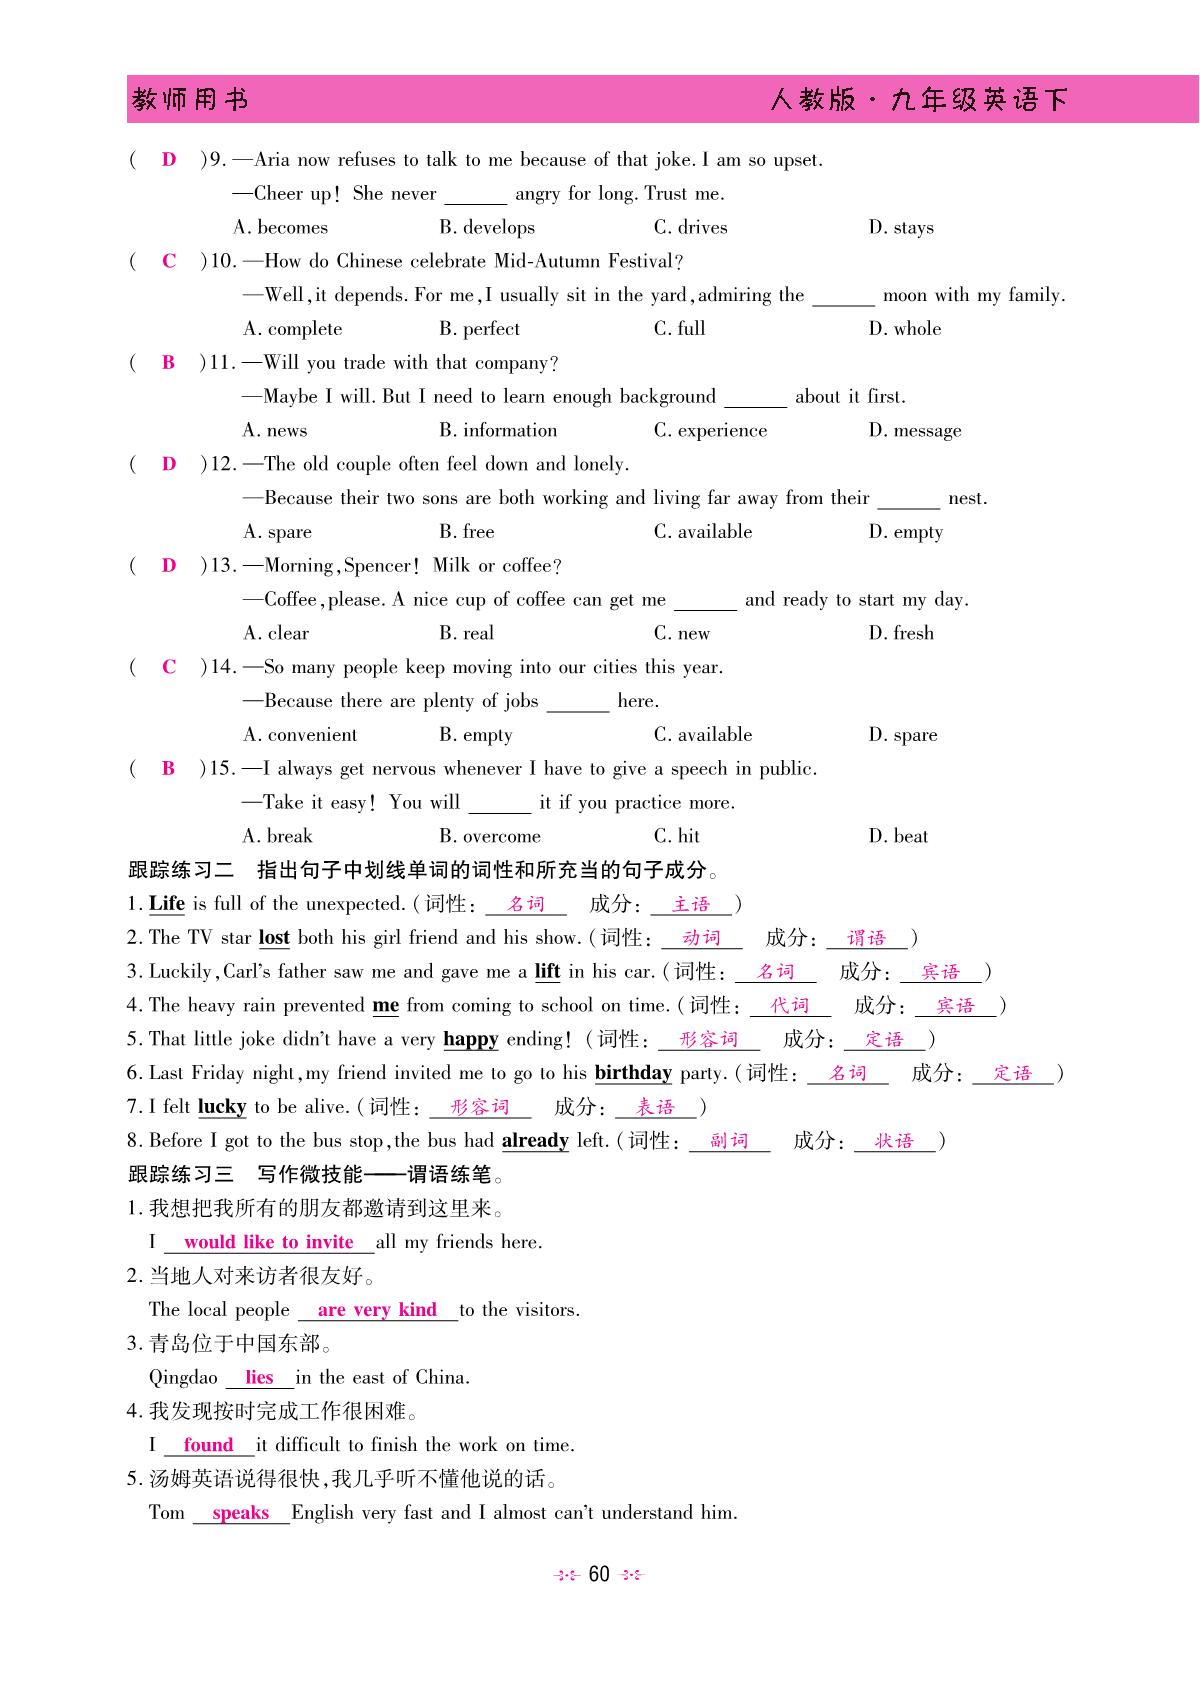 教师用书 人教版·九年级英语下
( D )9. —Aria now refuses to talk to me because of that joke. I am so upset.
—Cheer up! She never ______ angry for long. Trust me.
A. becomes B. develops C. drives D. stays
( C )10. —How do Chinese celebrate Mid-Autumn Festival?
—Well, it depends. For me, I usually sit in the yard, admiring the ______ moon with my family.
A. complete B. perfect C. full D. whole
( B )11. —Will you trade with that company?
—Maybe I will. But I need to learn enough background ______ about it first.
A. news B. information C. experience D. message
( D )12. —The old couple often feel down and lonely.
—Because their two sons are both working and living far away from their ______ nest.
A. spare B. free C. available D. empty
( D )13. —Morning, Spencer! Milk or coffee?
—Coffee, please. A nice cup of coffee can get me ______ and ready to start my day.
A. clear B. real C. new D. fresh
( C )14. —So many people keep moving into our cities this year.
—Because there are plenty of jobs ______ here.
A. convenient B. empty C. available D. spare
( B )15. —I always get nervous whenever I have to give a speech in public.
—Take it easy! You will ______ it if you practice more.
A. break B. overcome C. hit D. beat
跟踪练习二 指出句子中划线单词的词性和所充当的句子成分。
1. Life is full of the unexpected. (词性: 名词 成分: 主语 )
2. The TV star lost both his girl friend and his show. (词性: 动词 成分: 谓语 )
3. Luckily, Carl's father saw me and gave me a lift in his car. (词性: 名词 成分: 宾语 )
4. The heavy rain prevented me from coming to school on time. (词性: 代词 成分: 宾语 )
5. That little joke didn't have a very happy ending! (词性: 形容词 成分: 定语 )
6. Last Friday night, my friend invited me to go to his birthday party. (词性: 名词 成分: 定语 )
7. I felt lucky to be alive. (词性: 形容词 成分: 表语 )
8. Before I got to the bus stop, the bus had already left. (词性: 副词 成分: 状语 )
跟踪练习三 写作微技能——谓语练笔。
1. 我想把我所有的朋友都邀请到这里来。
I would like to invite all my friends here.
2. 当地人对来访者很友好。
The local people are very kind to the visitors.
3. 青岛位于中国东部。
Qingdao lies in the east of China.
4. 我发现按时完成工作很困难。
I found it difficult to finish the work on time.
5. 汤姆英语说得很快,我几乎听不懂他说的话。
Tom speaks English very fast and I almost can't understand him.
60